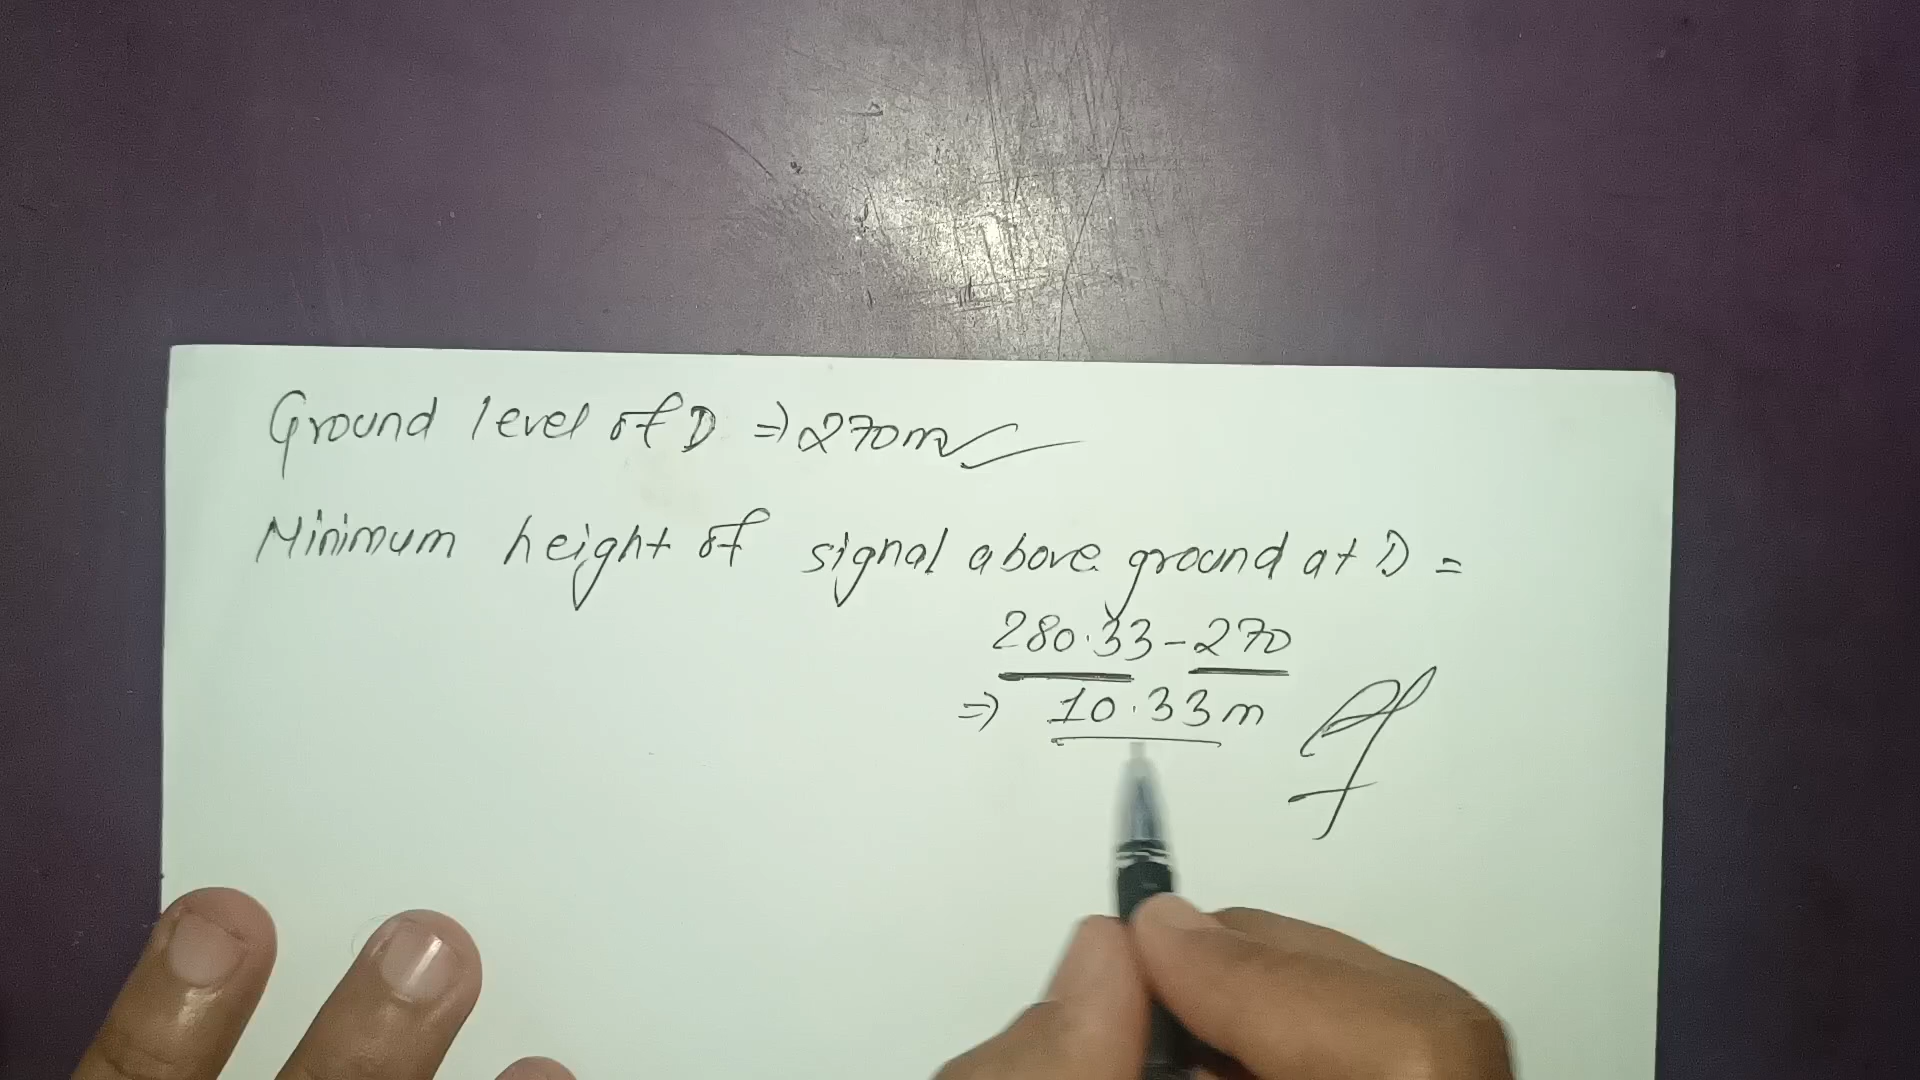 Ground level of D ⇒ 270m
Minimum height of signal above ground at D =
280.33-270
⇒ 10.33m